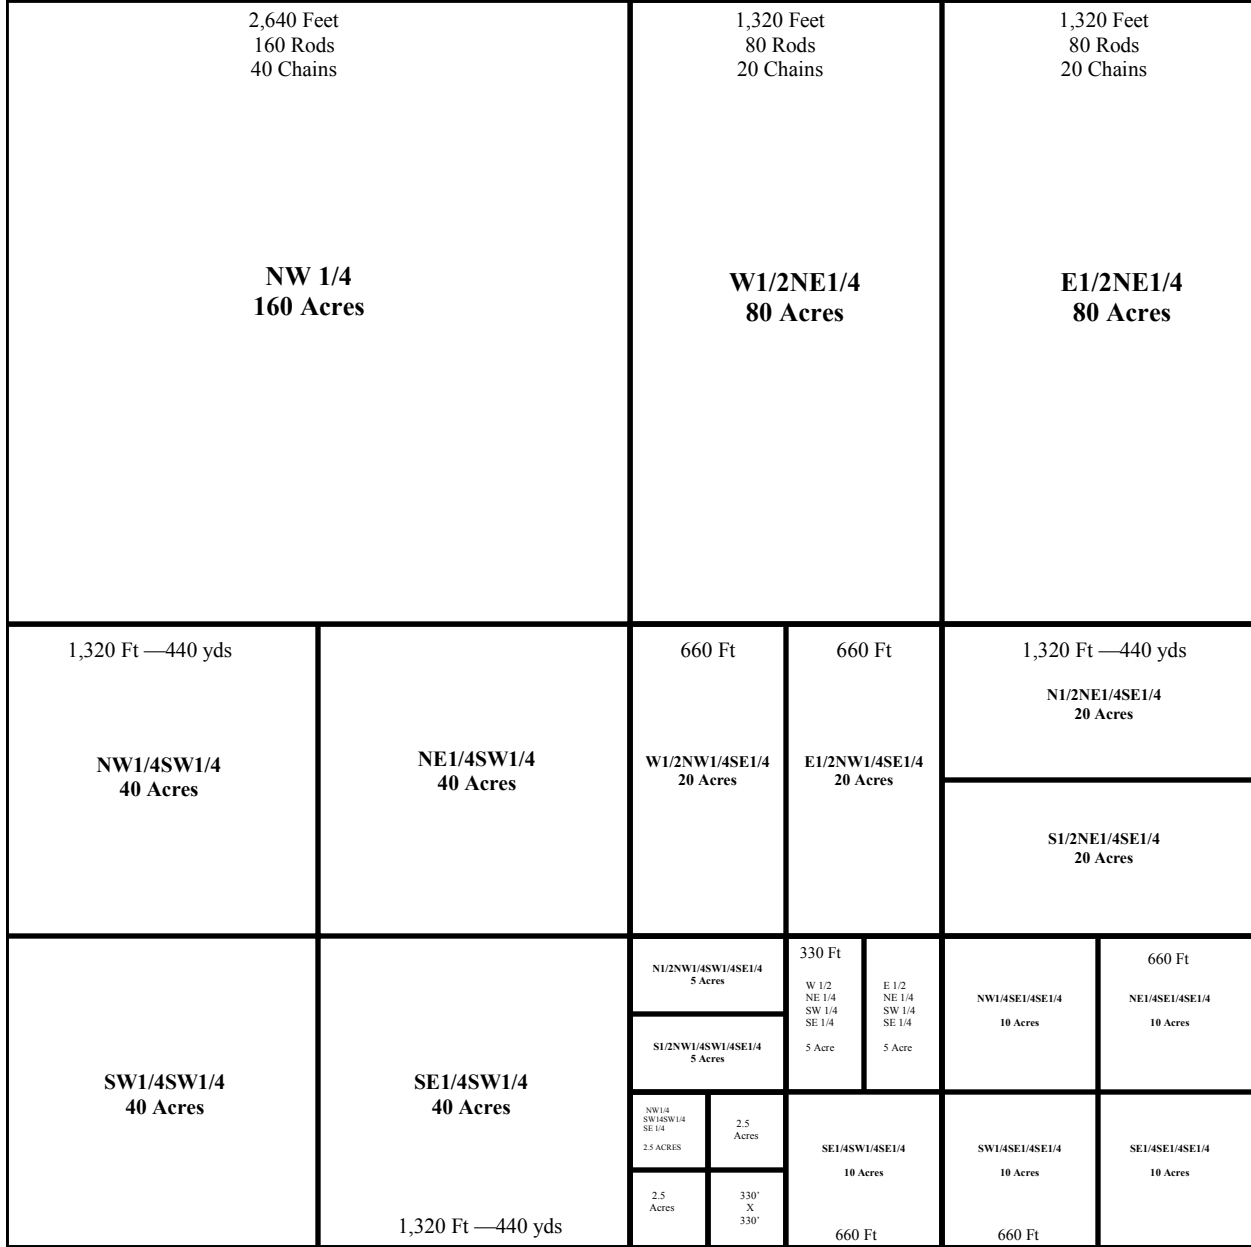 2,640 Feet
160 Rods
40 Chains
NW 1/4
160 Acres
1,320 Feet
80 Rods
20 Chains
W1/2NE1/4
80 Acres
1,320 Feet
80 Rods
20 Chains
E1/2NE1/4
80 Acres
1,320 Ft —440 yds
NW1/4SW1/4
40 Acres
NE1/4SW1/4
40 Acres
660 Ft
W1/2NW1/4SE1/4
20 Acres
660 Ft
E1/2NW1/4SE1/4
20 Acres
1,320 Ft —440 yds
N1/2NE1/4SE1/4
20 Acres
S1/2NE1/4SE1/4
20 Acres
SW1/4SW1/4
40 Acres
SE1/4SW1/4
40 Acres
1,320 Ft —440 yds
N1/2NW1/4SW1/4SE1/4
5 Acres
S1/2NW1/4SW1/4SE1/4
5 Acres
330 Ft
W 1/2
NE 1/4
SW 1/4
SE 1/4
5 Acre
E 1/2
NE 1/4
SW 1/4
SE 1/4
5 Acre
NW1/4SE1/4SE1/4
10 Acres
660 Ft
NE1/4SE1/4SE1/4
10 Acres
NW1/4
SW14SW1/4
SE 1/4
2.5 ACRES
2.5
Acres
2.5
Acres
330'
X
330'
SE1/4SW1/4SE1/4
10 Acres
660 Ft
SW1/4SE1/4SE1/4
10 Acres
660 Ft
SE1/4SE1/4SE1/4
10 Acres